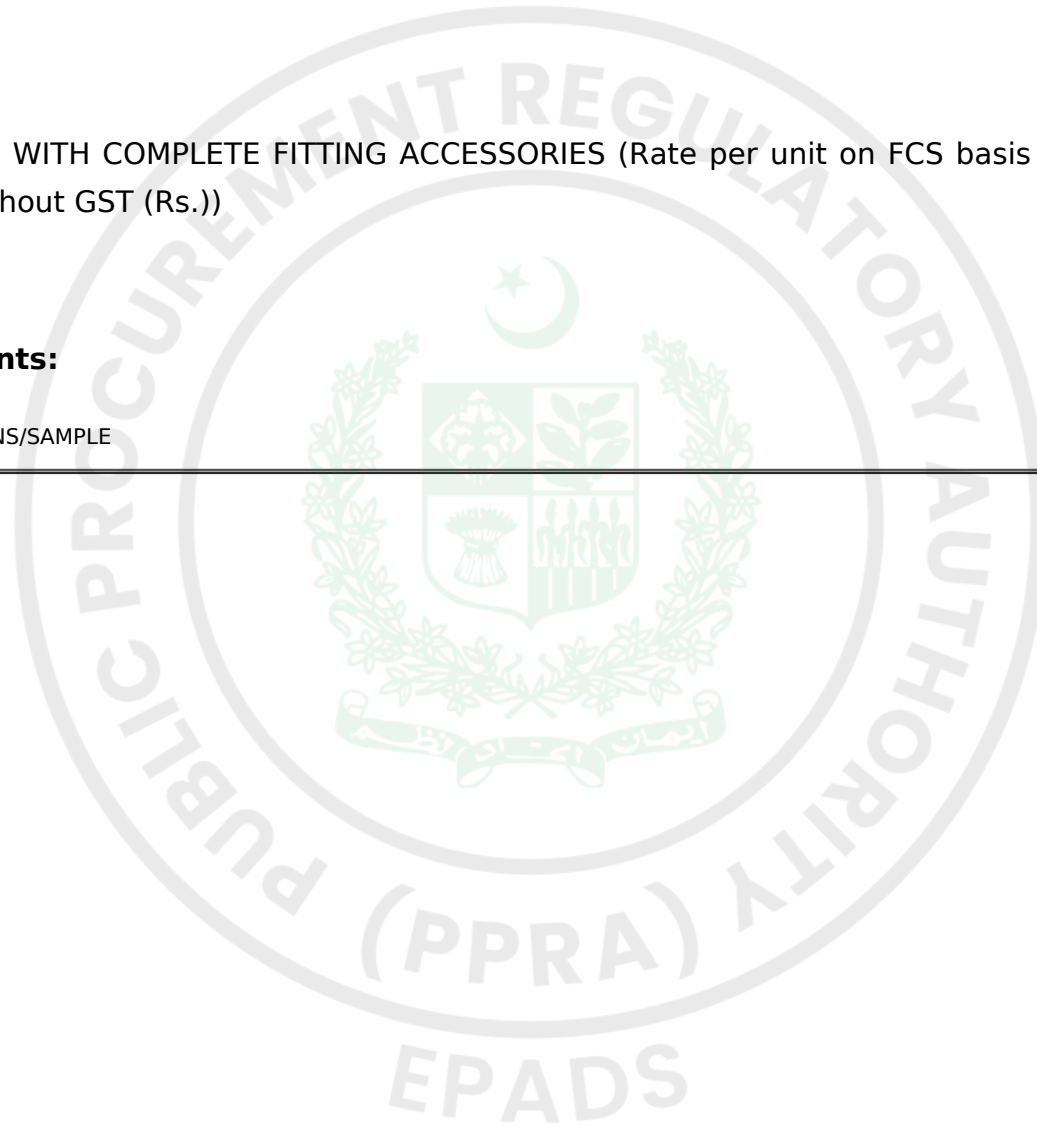 WITH COMPLETE FITTING ACCESSORIES (Rate per unit on FCS basis
hout GST (Rs.))
nts:
NS/SAMPLE
PUBLIC PROCUREMENT REGULATORY AUTHORITY
(PPRA)
EPADS